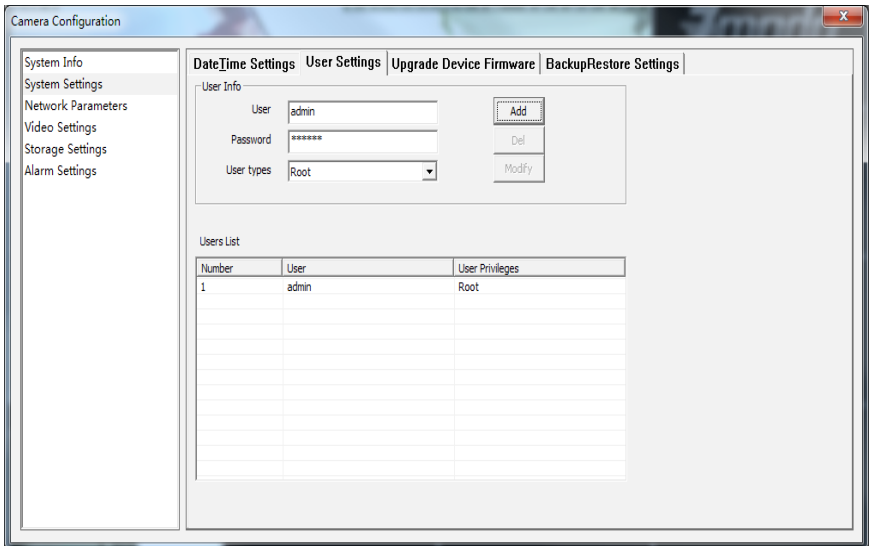 Camera Configuration
x
System Info
System Settings
Network Parameters
Video Settings
Storage Settings
Alarm Settings
DateTime Settings User Settings Upgrade Device Firmware BackupRestore Settings
User Info
User admin Add
Password ****** Del
User types Root Modify
Users List
Number User User Privileges
1 admin Root